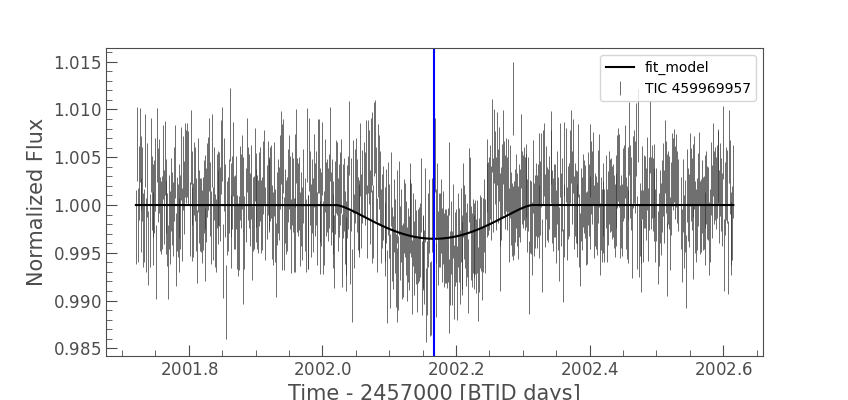 1.015
1.010
1.005
1.000
0.995
0.990
0.985
Normalized Flux
fit_model
TIC 459969957
2001.8 2002.0 2002.2 2002.4 2002.6
Time - 2457000 [BTJD days]